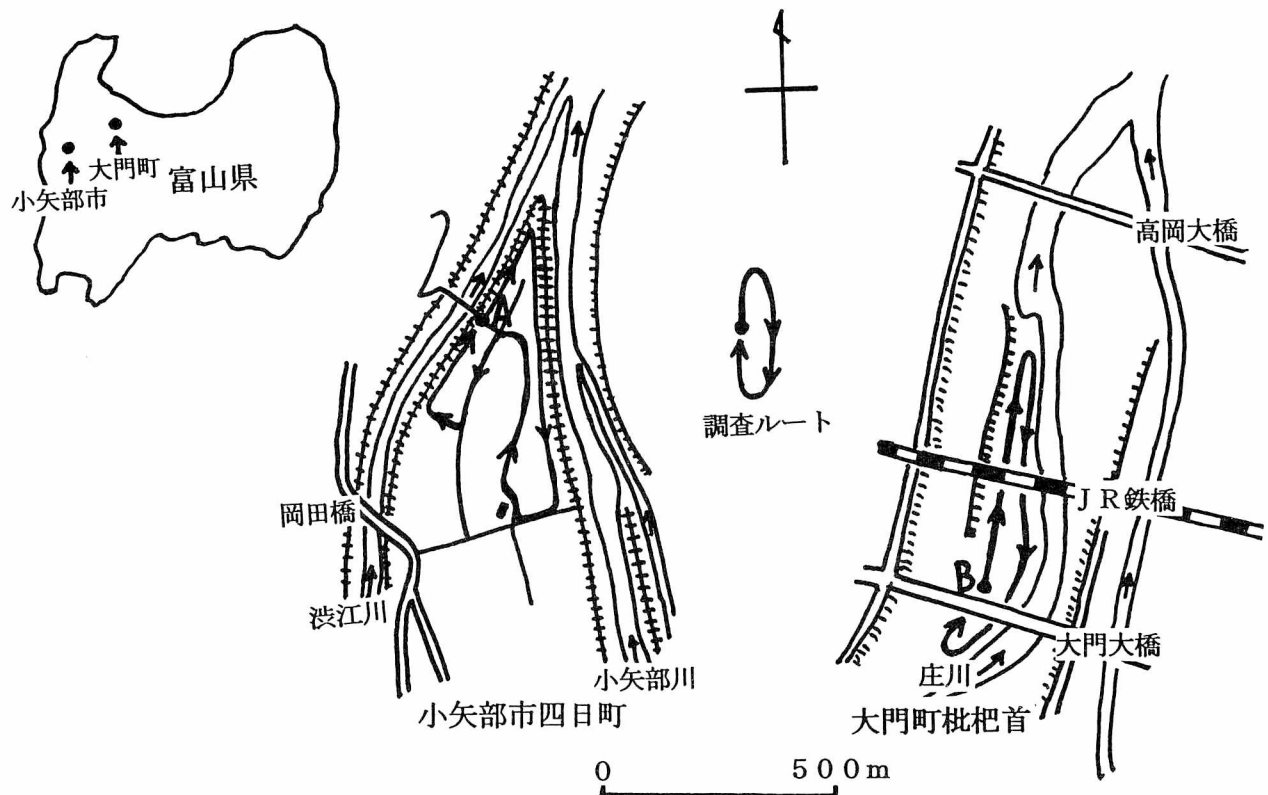 大門町
富山県
小矢部市
高岡大橋
調査ルート
岡田橋
JR鉄橋
B
渋江川
大門大橋
小矢部川
庄川
小矢部市四日町
大門町枇杷首
0 500m